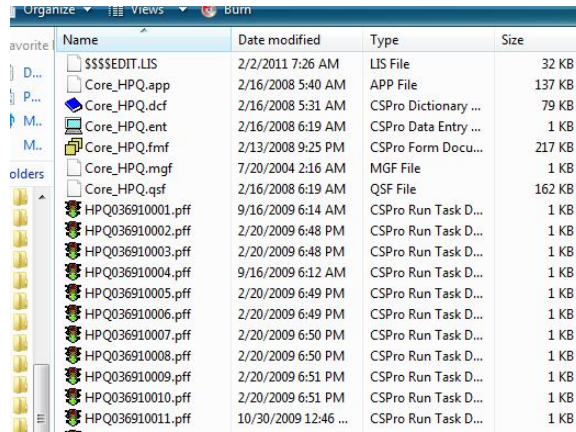 Organize Views Burn
avorite l Name Date modified Type Size
$$$$EDIT.LIS 2/2/2011 7:26 AM LIS File 32 KB
D... Core_HPQ.app 2/16/2008 5:40 AM APP File 137 KB
P... Core_HPQ.dcf 2/16/2008 5:31 AM CSPro Dictionary ... 79 KB
M.. Core_HPQ.ent 2/16/2008 6:19 AM CSPro Data Entry ... 1 KB
M.. Core_HPQ.fmf 2/13/2008 9:25 PM CSPro Form Docu... 217 KB
olders Core_HPQ.mgf 7/20/2004 2:16 AM MGF File 1 KB
Core_HPQ.qsf 2/16/2008 6:19 AM QSF File 162 KB
HPQ036910001.pff 9/16/2009 6:14 AM CSPro Run Task D... 1 KB
HPQ036910002.pff 2/20/2009 6:48 PM CSPro Run Task D... 1 KB
HPQ036910003.pff 2/20/2009 6:48 PM CSPro Run Task D... 1 KB
HPQ036910004.pff 9/16/2009 6:12 AM CSPro Run Task D... 1 KB
HPQ036910005.pff 2/20/2009 6:49 PM CSPro Run Task D... 1 KB
HPQ036910006.pff 2/20/2009 6:49 PM CSPro Run Task D... 1 KB
HPQ036910007.pff 2/20/2009 6:50 PM CSPro Run Task D... 1 KB
HPQ036910008.pff 2/20/2009 6:50 PM CSPro Run Task D... 1 KB
HPQ036910009.pff 2/20/2009 6:51 PM CSPro Run Task D... 1 KB
HPQ036910010.pff 2/20/2009 6:51 PM CSPro Run Task D... 1 KB
HPQ036910011.pff 10/30/2009 12:46 ... CSPro Run Task D... 1 KB